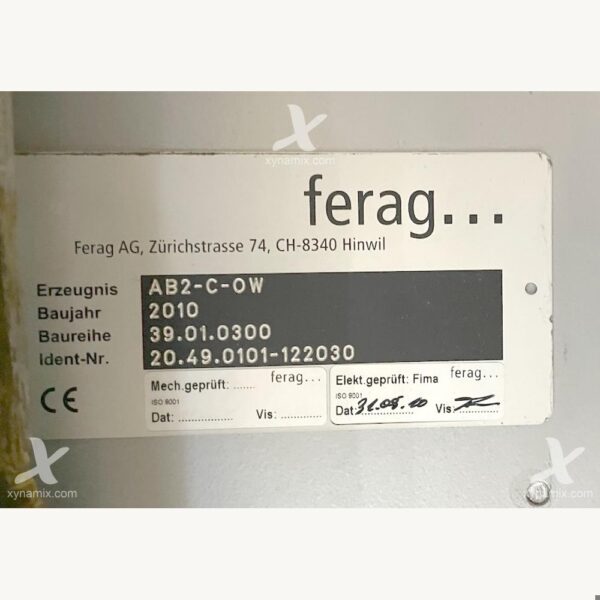 xynamix.com
ferag...
Ferag AG, Zürichstrasse 74, CH-8340 Hinwil
Erzeugnis AB2-C-OW
Baujahr 2010
Baureihe 39.01.0300
Ident-Nr. 20.49.0101-122030
CE
Mech.geprüft: ....... ferag...
ISO 9001
Dat: ............... Vis: ............
Elekt.geprüft: Fima ferag...
ISO 9001
Dat: 31.08.10 Vis:
xynamix.com
xynamix.com